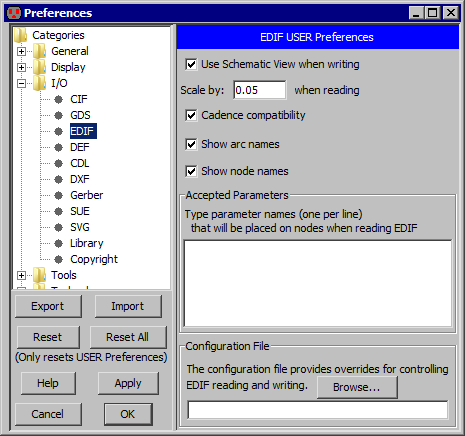 Preferences
Categories
General
Display
I/O
CIF
GDS
EDIF
DEF
CDL
DXF
Gerber
SUE
SVG
Library
Copyright
Tools
Export
Import
Reset
Reset All
(Only resets USER Preferences)
Help
Apply
Cancel
OK
EDIF USER Preferences
Use Schematic View when writing
Scale by: 0.05 when reading
Cadence compatibility
Show arc names
Show node names
Accepted Parameters
Type parameter names (one per line)
that will be placed on nodes when reading EDIF
Configuration File
The configuration file provides overrides for controlling
EDIF reading and writing. Browse...